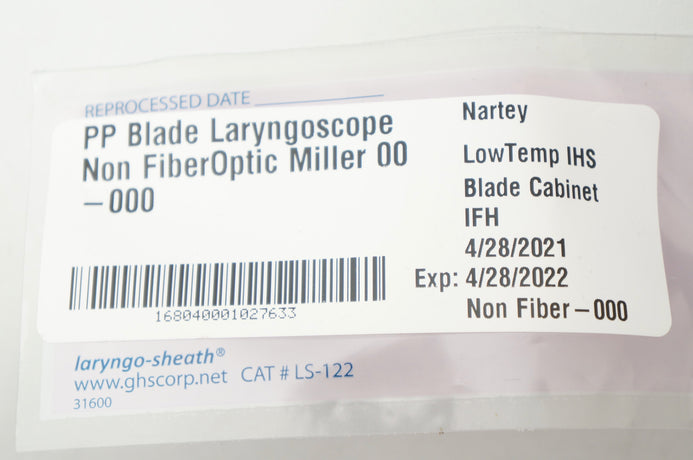 REPROCESSED DATE
PP Blade Laryngoscope
Non FiberOptic Miller 00
-000
168040001027633
Nartey
LowTemp IHS
Blade Cabinet
IFH
4/28/2021
Exp: 4/28/2022
Non Fiber-000
laryngo-sheath®
www.ghscorp.net CAT # LS-122
31600